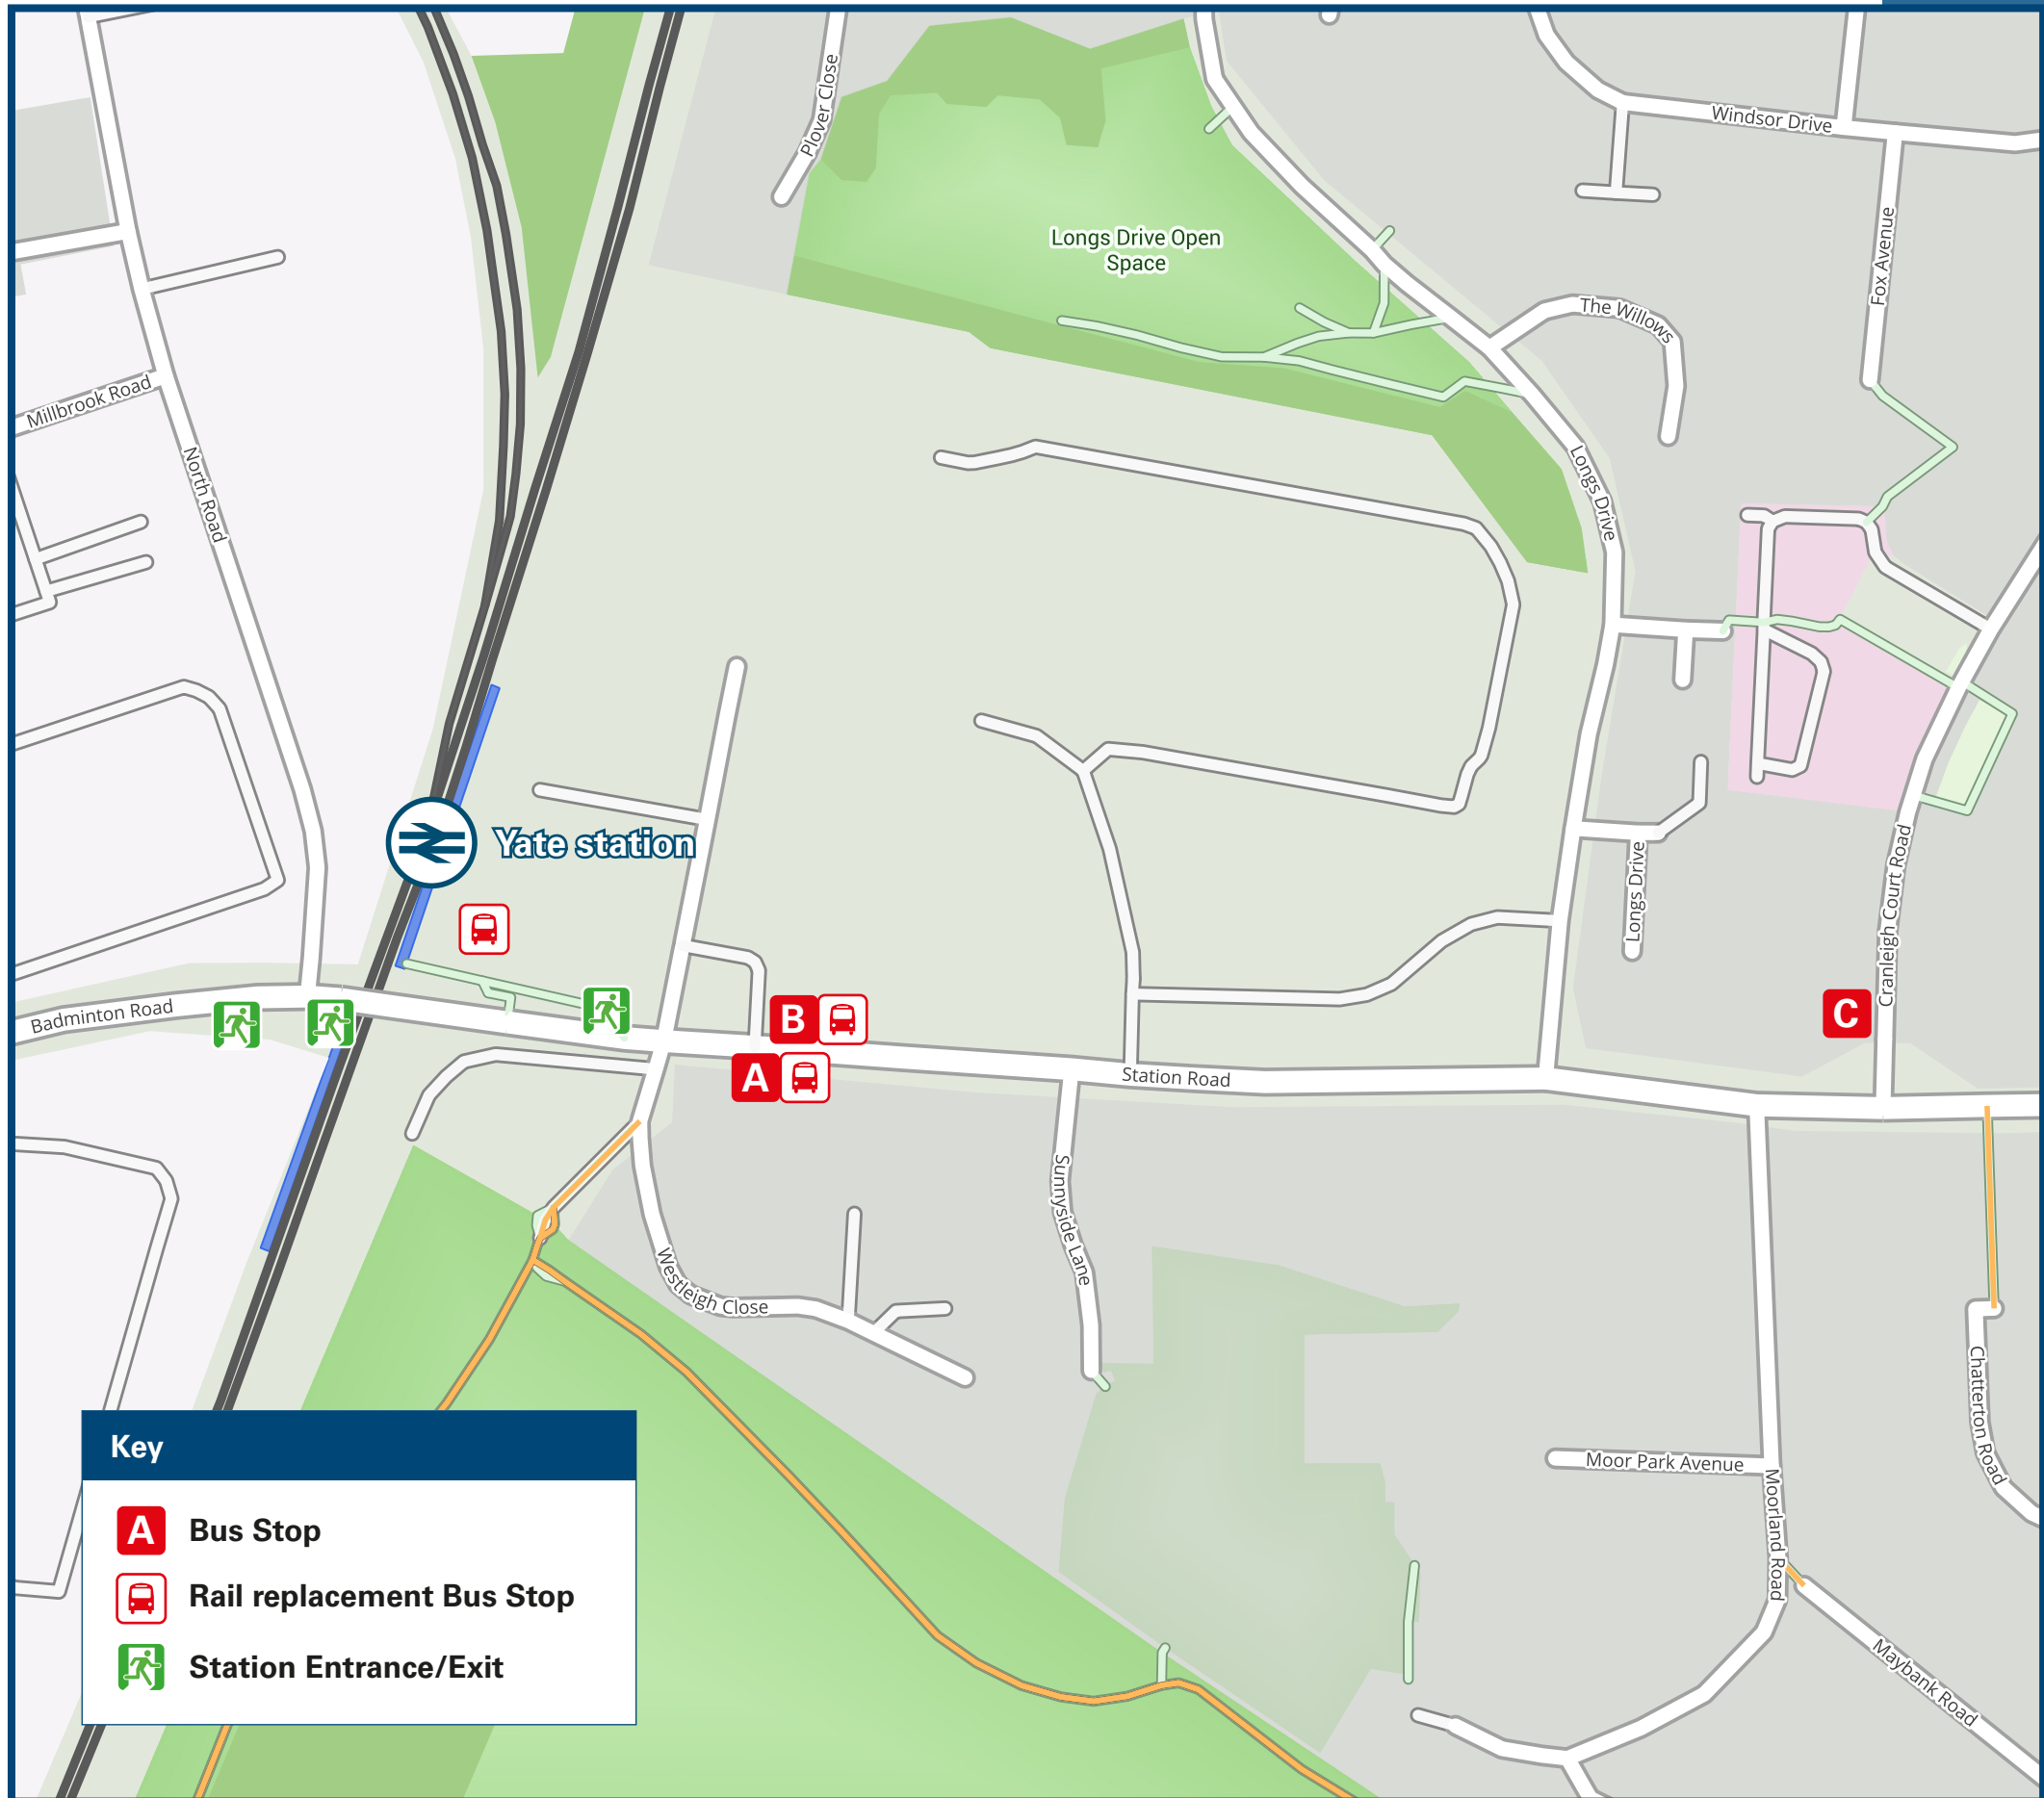 Plover Close
Windsor Drive
Longs Drive Open
Space
Fox Avenue
The Willows
Millbrook Road
North Road
Longs Drive
Yate station
Longs Drive
Cranleigh Court Road
Badminton Road
B
C
A
Station Road
Sunnyside Lane
Westleigh Close
Chatterton Road
Moor Park Avenue
Moorland Road
Maybank Road
Key
A Bus Stop
Rail replacement Bus Stop
Station Entrance/Exit